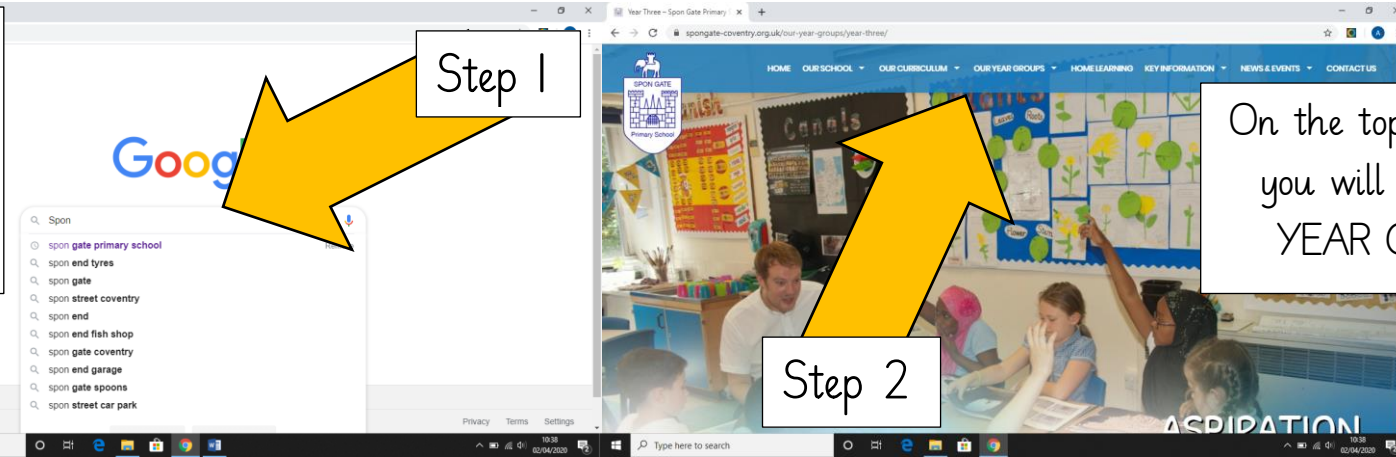 Step 1
Google
Spon
spon gate primary school
spon end tyres
spon gate
spon street coventry
spon end
spon end fish shop
spon gate coventry
spon end garage
spon gate spoons
spon street car park
Privacy Terms Settings
10:38
02/04/2020
Year Three – Spon Gate Primary
spongate-coventry.org.uk/our-year-groups/year-three/
SPON GATE
Primary School
HOME OUR SCHOOL OUR CURRICULUM OUR YEAR GROUPS HOME LEARNING KEY INFORMATION NEWS & EVENTS CONTACT US
Canals
On the top
you will
YEAR
Step 2
ASPIRATION
Type here to search
10:38
02/04/2020